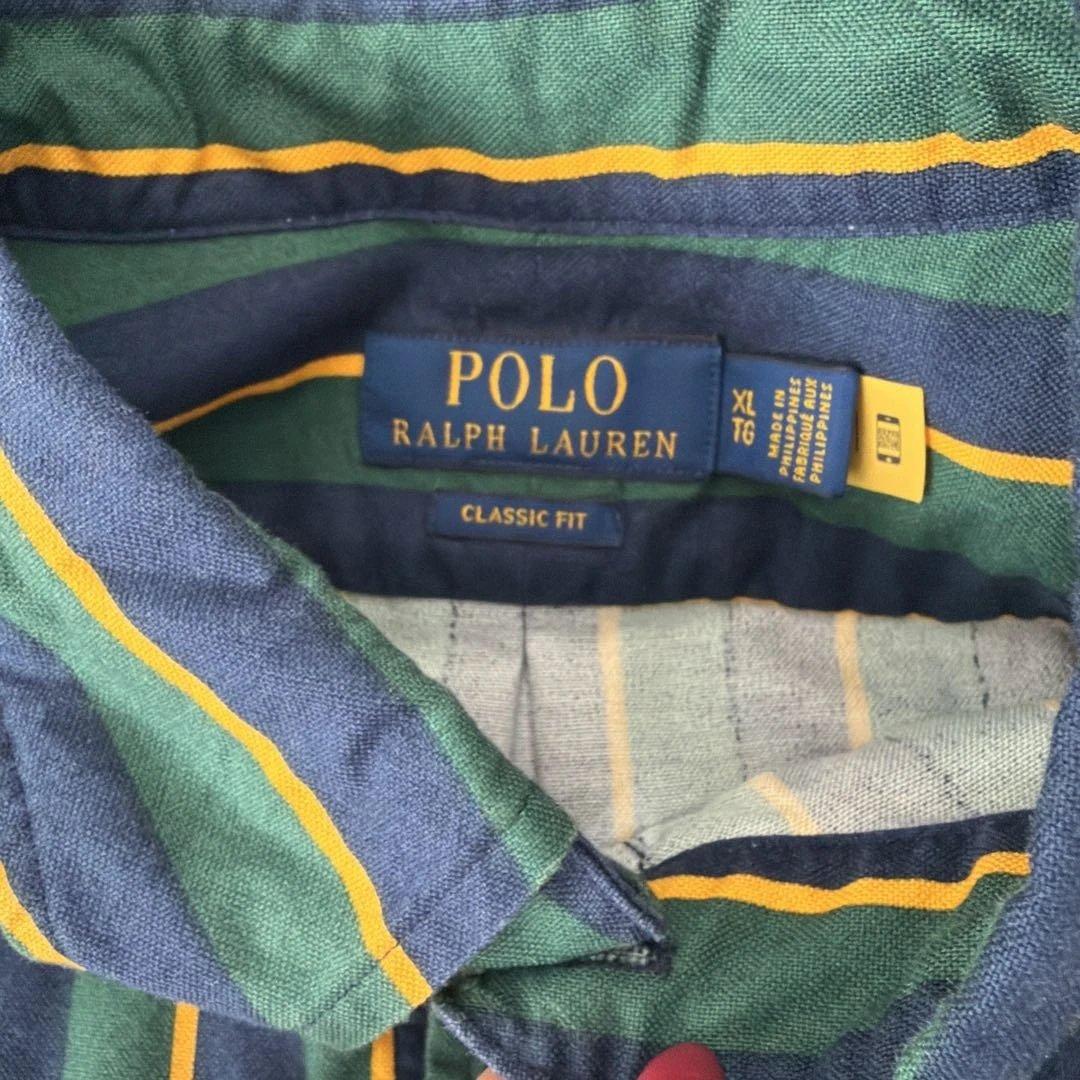 POLO
RALPH LAUREN
XL
TG
MADE IN
PHILIPPINES
FABRIQUÉ AUX
PHILIPPINES
CLASSIC FIT